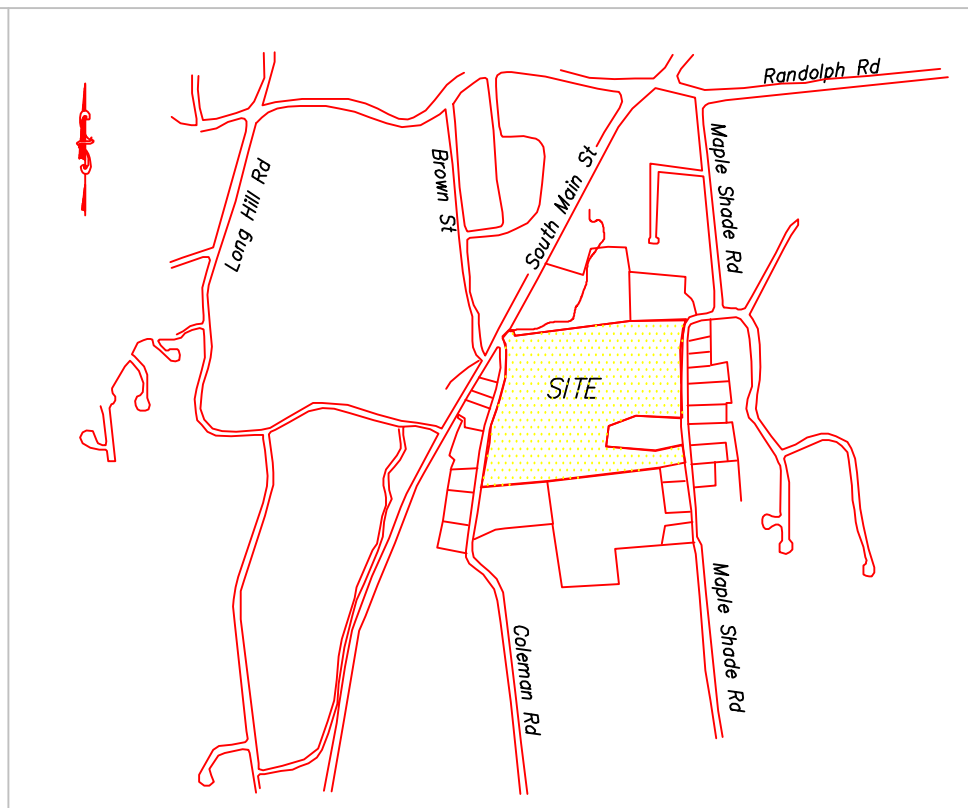 Randolph Rd
Maple Shade Rd
Brown St
South Main St
Long Hill Rd
SITE
Maple Shade Rd
Coleman Rd